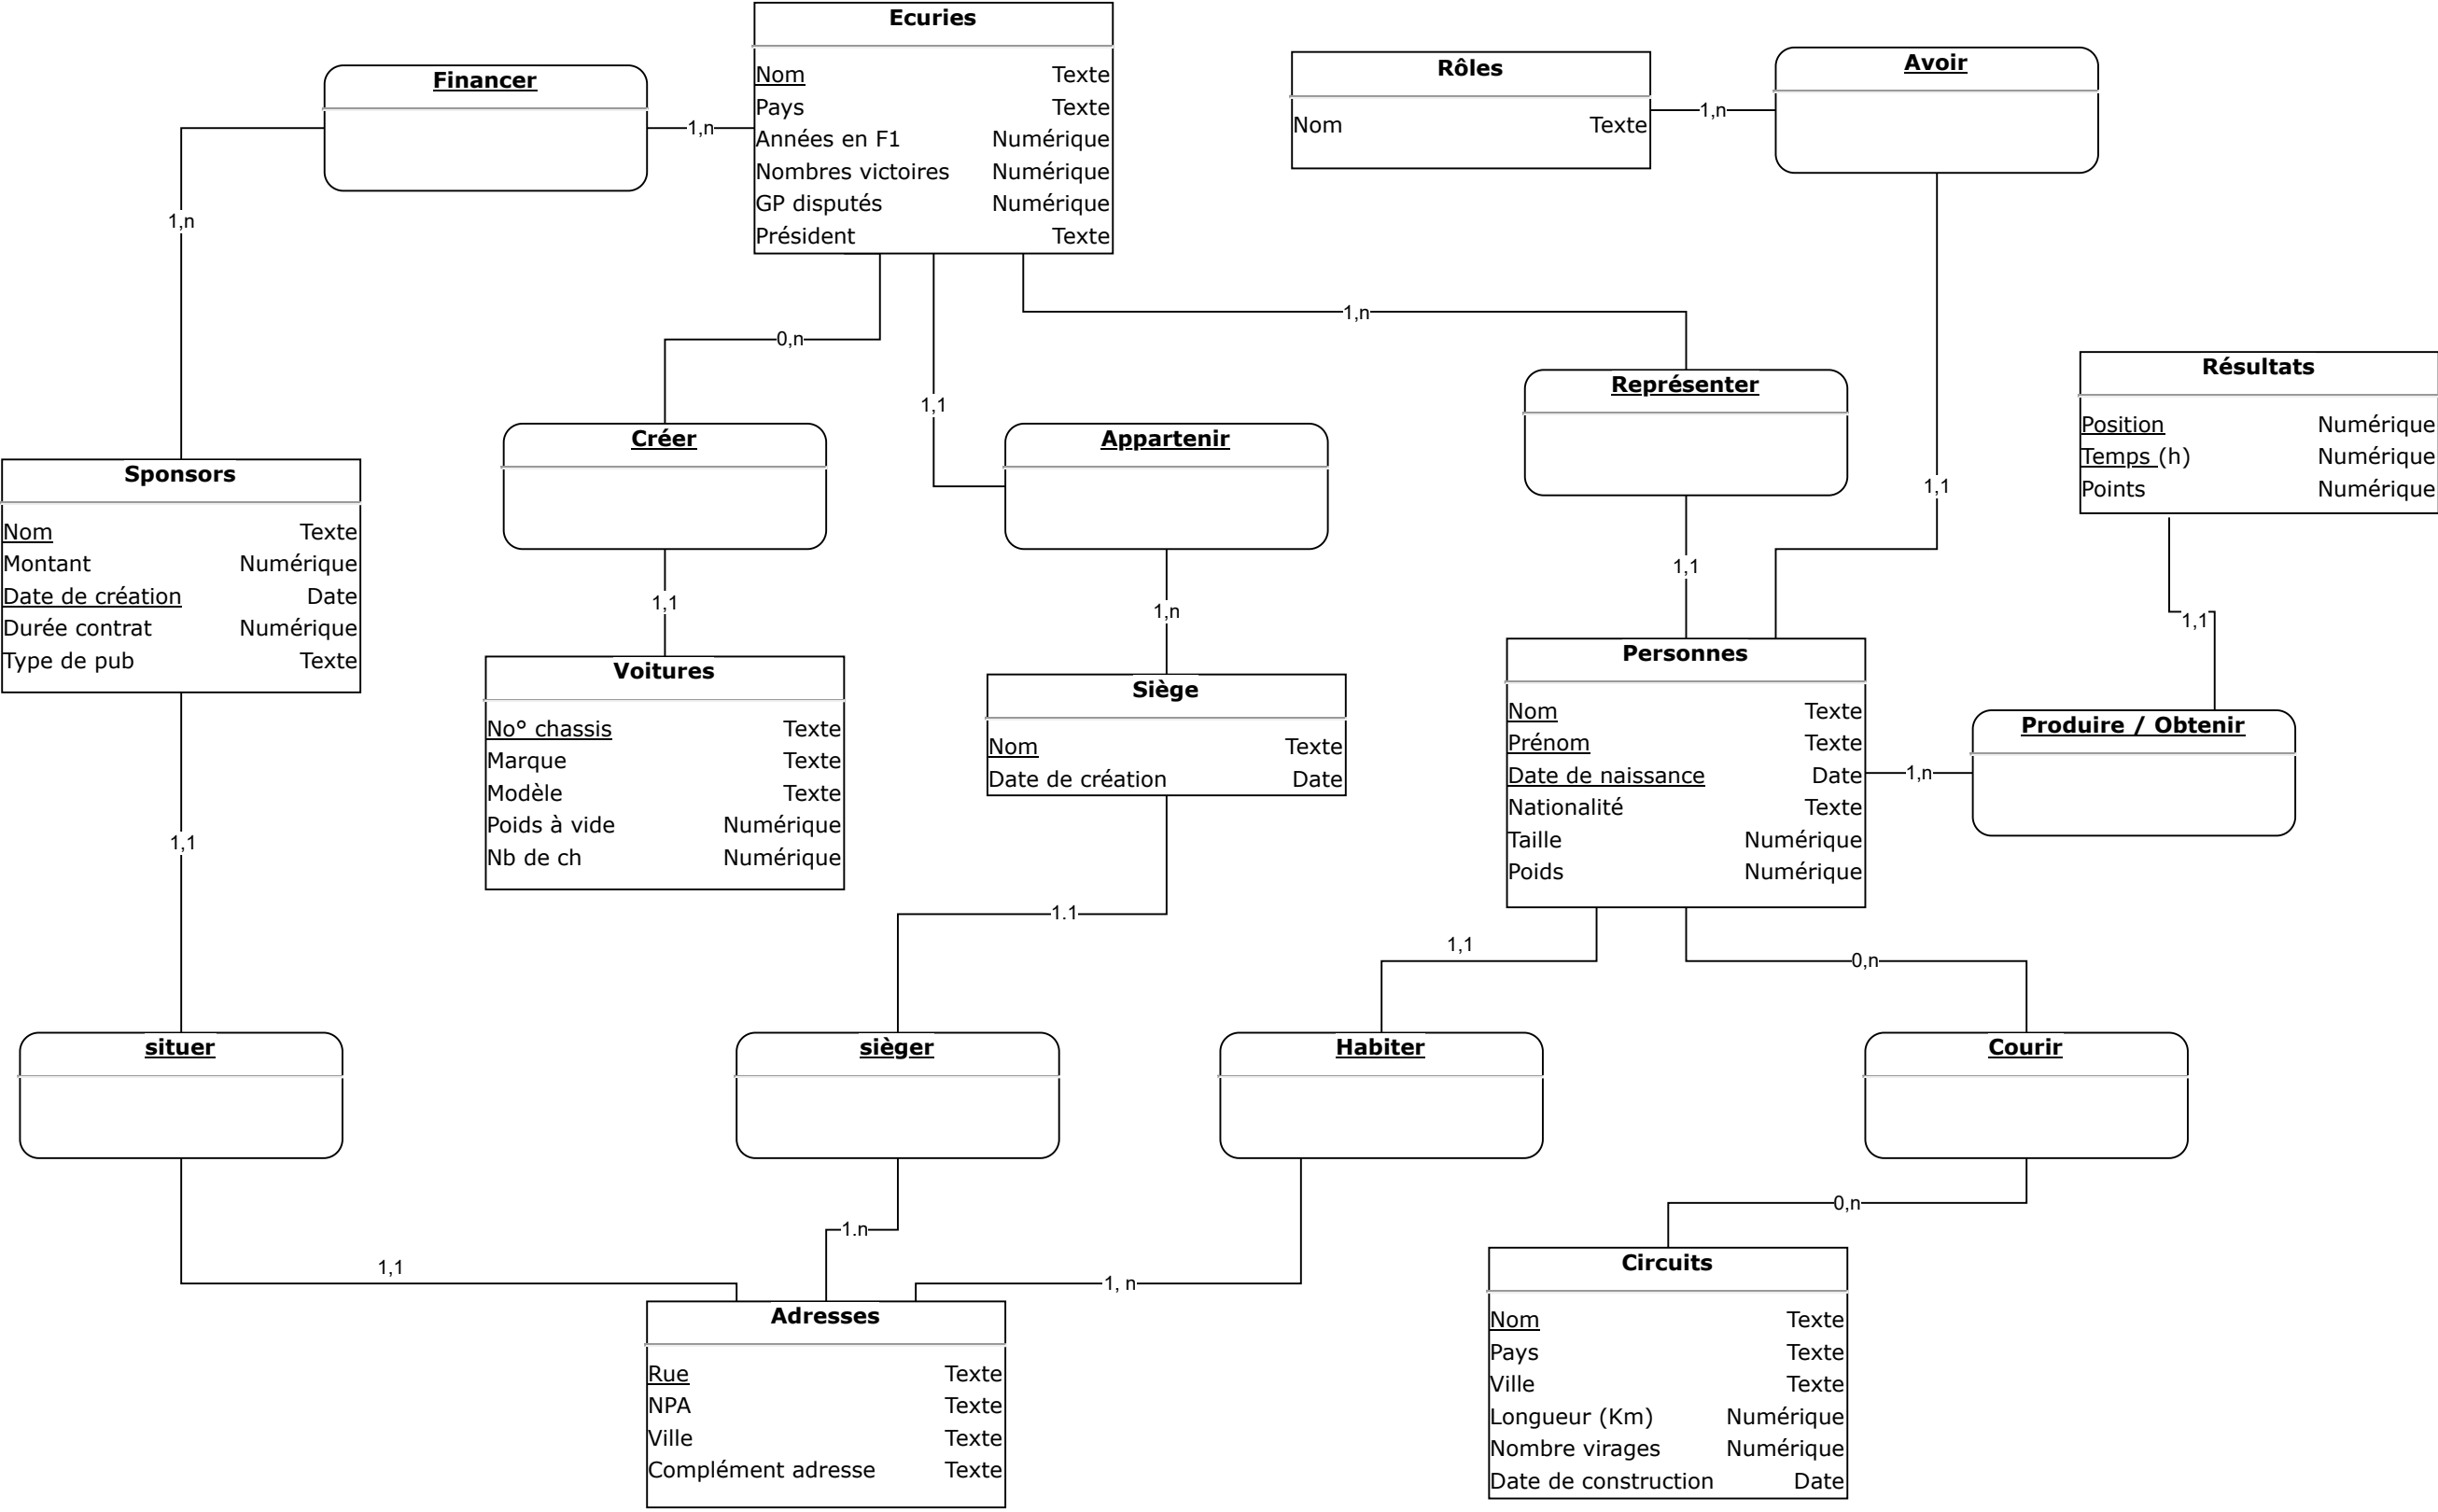 Ecuries
Nom Texte
Pays Texte
Années en F1 Numérique
Nombres victoires Numérique
GP disputés Numérique
Président Texte
Financer
1,n
1,n
Rôles
Nom Texte
1,n
Avoir
1,1
0,n
1,1
1,n
Créer
1,1
Appartenir
1,n
Représenter
1,1
Résultats
Position Numérique
Temps (h) Numérique
Points Numérique
1,1
Sponsors
Nom Texte
Montant Numérique
Date de création Date
Durée contrat Numérique
Type de pub Texte
1,1
Voitures
No° chassis Texte
Marque Texte
Modèle Texte
Poids à vide Numérique
Nb de ch Numérique
Siège
Nom Texte
Date de création Date
1.1
Personnes
Nom Texte
Prénom Texte
Date de naissance Date
Nationalité Texte
Taille Numérique
Poids Numérique
1,n
Produire / Obtenir
1,1
0,n
situer
sièger
Habiter
Courir
1,1
1.n
1, n
0,n
Adresses
Rue Texte
NPA Texte
Ville Texte
Complément adresse Texte
Circuits
Nom Texte
Pays Texte
Ville Texte
Longueur (Km) Numérique
Nombre virages Numérique
Date de construction Date